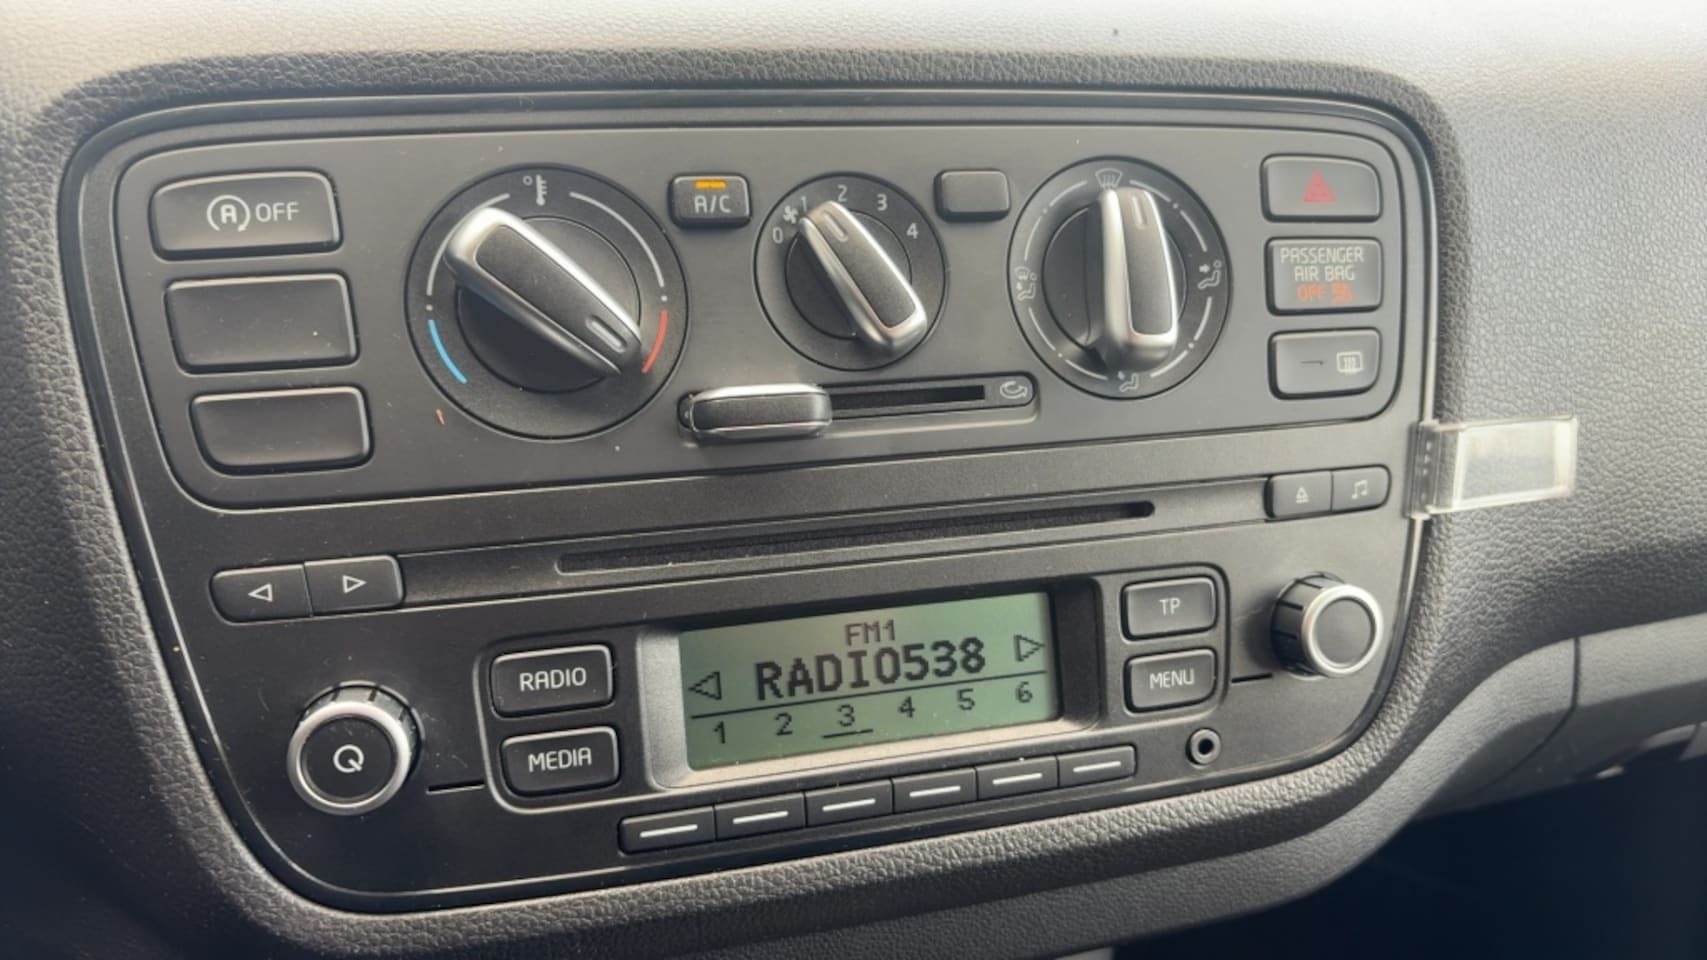 A OFF
A/C
0 1 2 3 4
PASSENGER
AIR BAG
OFF
RADIO
MEDIA
FM1
RADIO538
1 2 3 4 5 6
TP
MENU